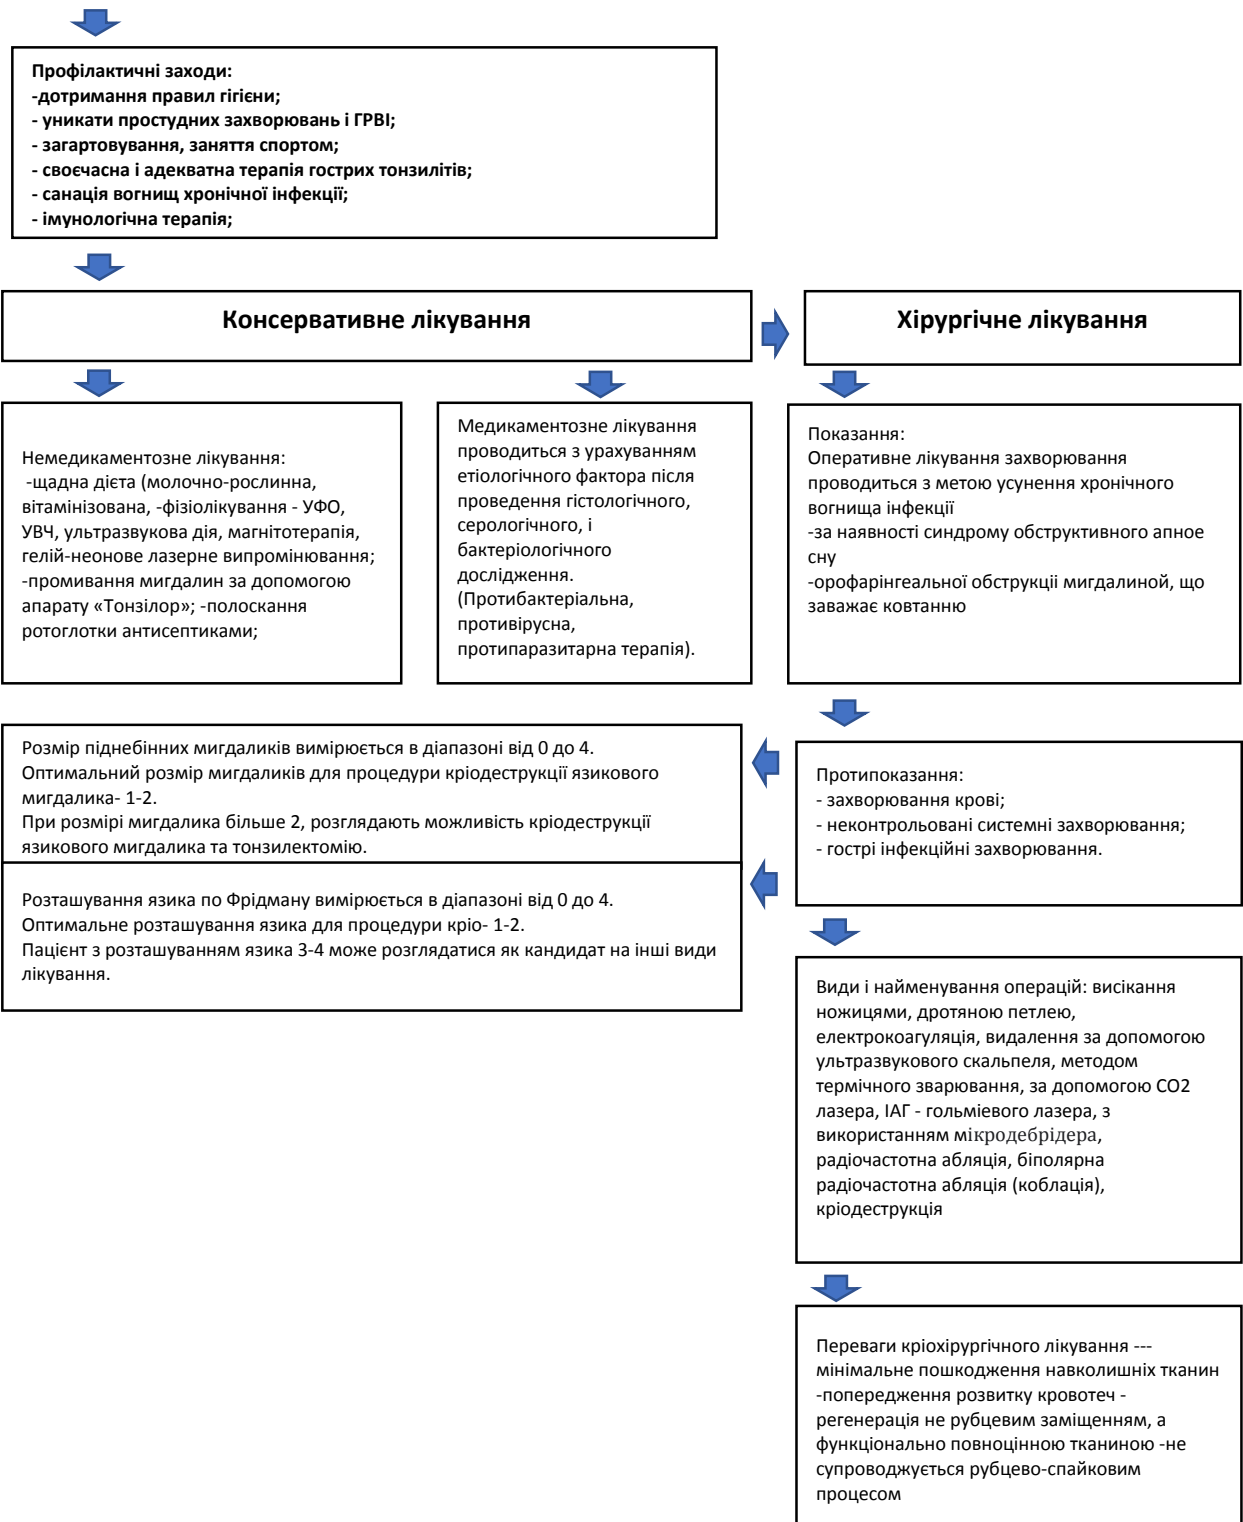 Профілактичні заходи:
-дотримання правил гігієни;
- уникати простудних захворювань і ГРВІ;
- загартовування, заняття спортом;
- своєчасна і адекватна терапія гострих тонзилітів;
- санація вогнищ хронічної інфекції;
- імунологічна терапія;
Консервативне лікування
Хірургічне лікування
Немедикаментозне лікування:
-щадна дієта (молочно-рослинна,
вітамінізована, -фізіолікування - УФО,
УВЧ, ультразвукова дія, магнітотерапія,
гелій-неонове лазерне випромінювання;
-промивання мигдалин за допомогою
апарату «Тонзілор»; -полоскання
ротоглотки антисептиками;
Медикаментозне лікування
проводиться з урахуванням
етіологічного фактора після
проведення гістологічного,
серологічного, і
бактеріологічного
дослідження.
(Протибактеріальна,
противірусна,
протипаразитарна терапія).
Показання:
Оперативне лікування захворювання
проводиться з метою усунення хронічного
вогнища інфекції
-за наявності синдрому обструктивного апное
сну
-орофарінгеальної обструкції мигдалиной, що
заважає ковтанню
Розмір піднебінних мигдаликів вимірюється в діапазоні від 0 до 4.
Оптимальний розмір мигдаликів для процедури кріодеструкції язикового
мигдалика- 1-2.
При розмірі мигдалика більше 2, розглядають можливість кріодеструкції
язикового мигдалика та тонзилектомію.
Розташування язика по Фрідману вимірюється в діапазоні від 0 до 4.
Оптимальне розташування язика для процедури кріо- 1-2.
Пацієнт з розташуванням язика 3-4 може розглядатися як кандидат на інші види
лікування.
Протипоказання:
- захворювання крові;
- неконтрольовані системні захворювання;
- гострі інфекційні захворювання.
Види і найменування операцій: висікання
ножицями, дротяною петлею,
електрокоагуляція, видалення за допомогою
ультразвукового скальпеля, методом
термічного зварювання, за допомогою СО2
лазера, ІАГ - гольмієвого лазера, з
використанням мікродебрідера,
радіочастотна абляція, біполярна
радіочастотна абляція (коблація),
кріодеструкція
Переваги кріохірургічного лікування ---
мінімальне пошкодження навколишніх тканин
-попередження розвитку кровотеч -
регенерація не рубцевим заміщенням, а
функціонально повноцінною тканиною -не
супроводжується рубцево-спайковим
процесом